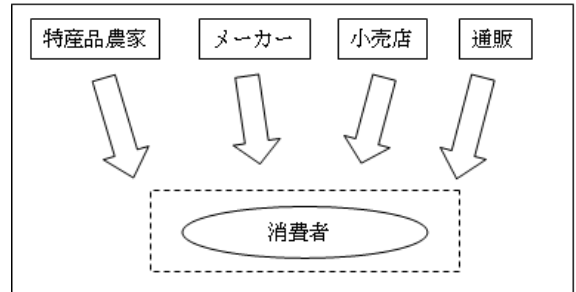 特産品農家
メーカー
小売店
通販
消費者